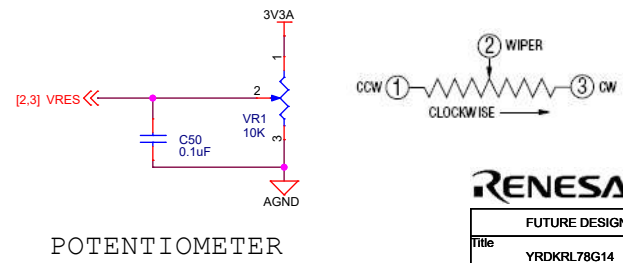 3V3A
1
2
3
[2,3] VRES
VR1
10K
C50
0.1uF
AGND
POTENTIOMETER
2 WIPER
CCW 1
3 CW
CLOCKWISE
RENESA
FUTURE DESIGN
Title
YRDKRL78G14